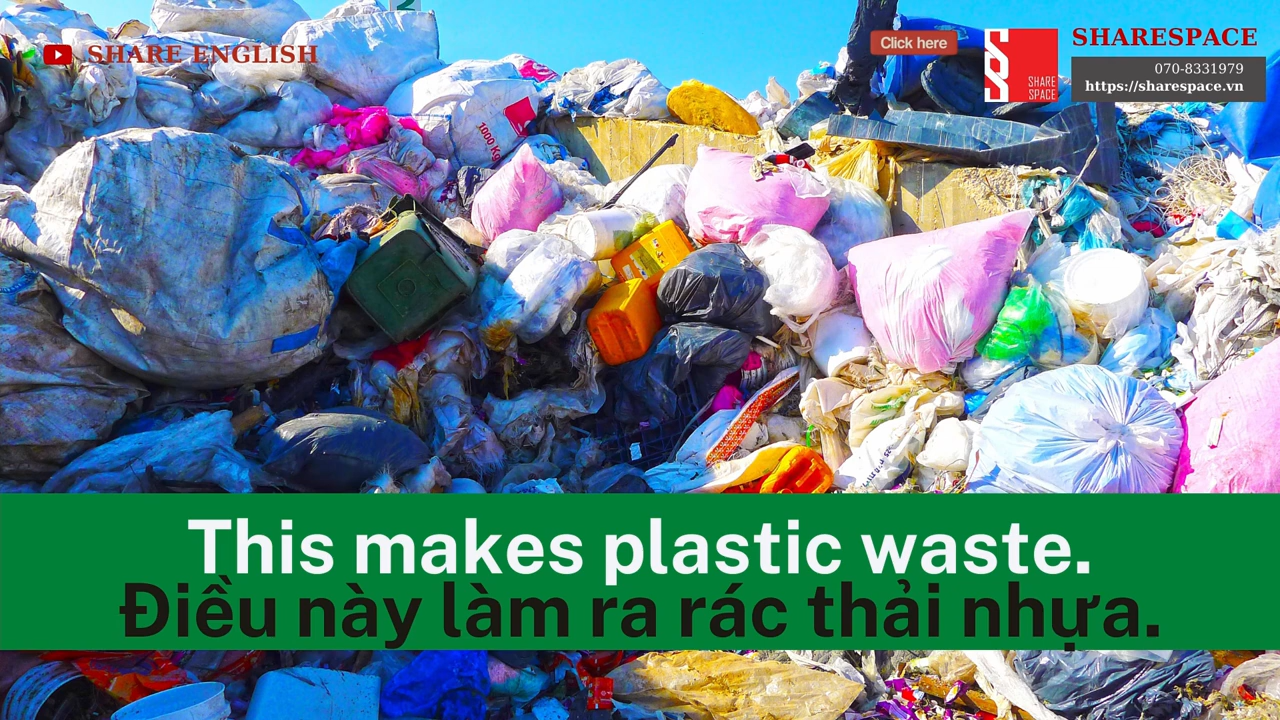 SHARE ENGLISH
Click here
SHARE
SPACE
SHARESPACE
070-8331979
https://sharespace.vn
2
1000 Kg
This makes plastic waste.
Điều này làm ra rác thải nhựa.